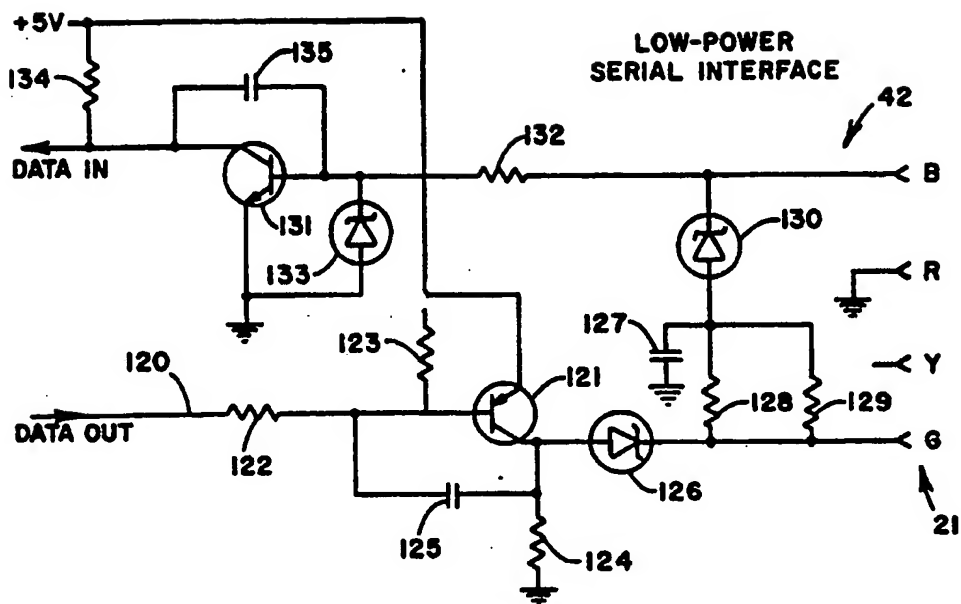 +5V
134
135
LOW-POWER
SERIAL INTERFACE
42
DATA IN
132
B
131
130
133
R
127
123
120
121
Y
128
129
DATA OUT
122
G
126
125
124
21